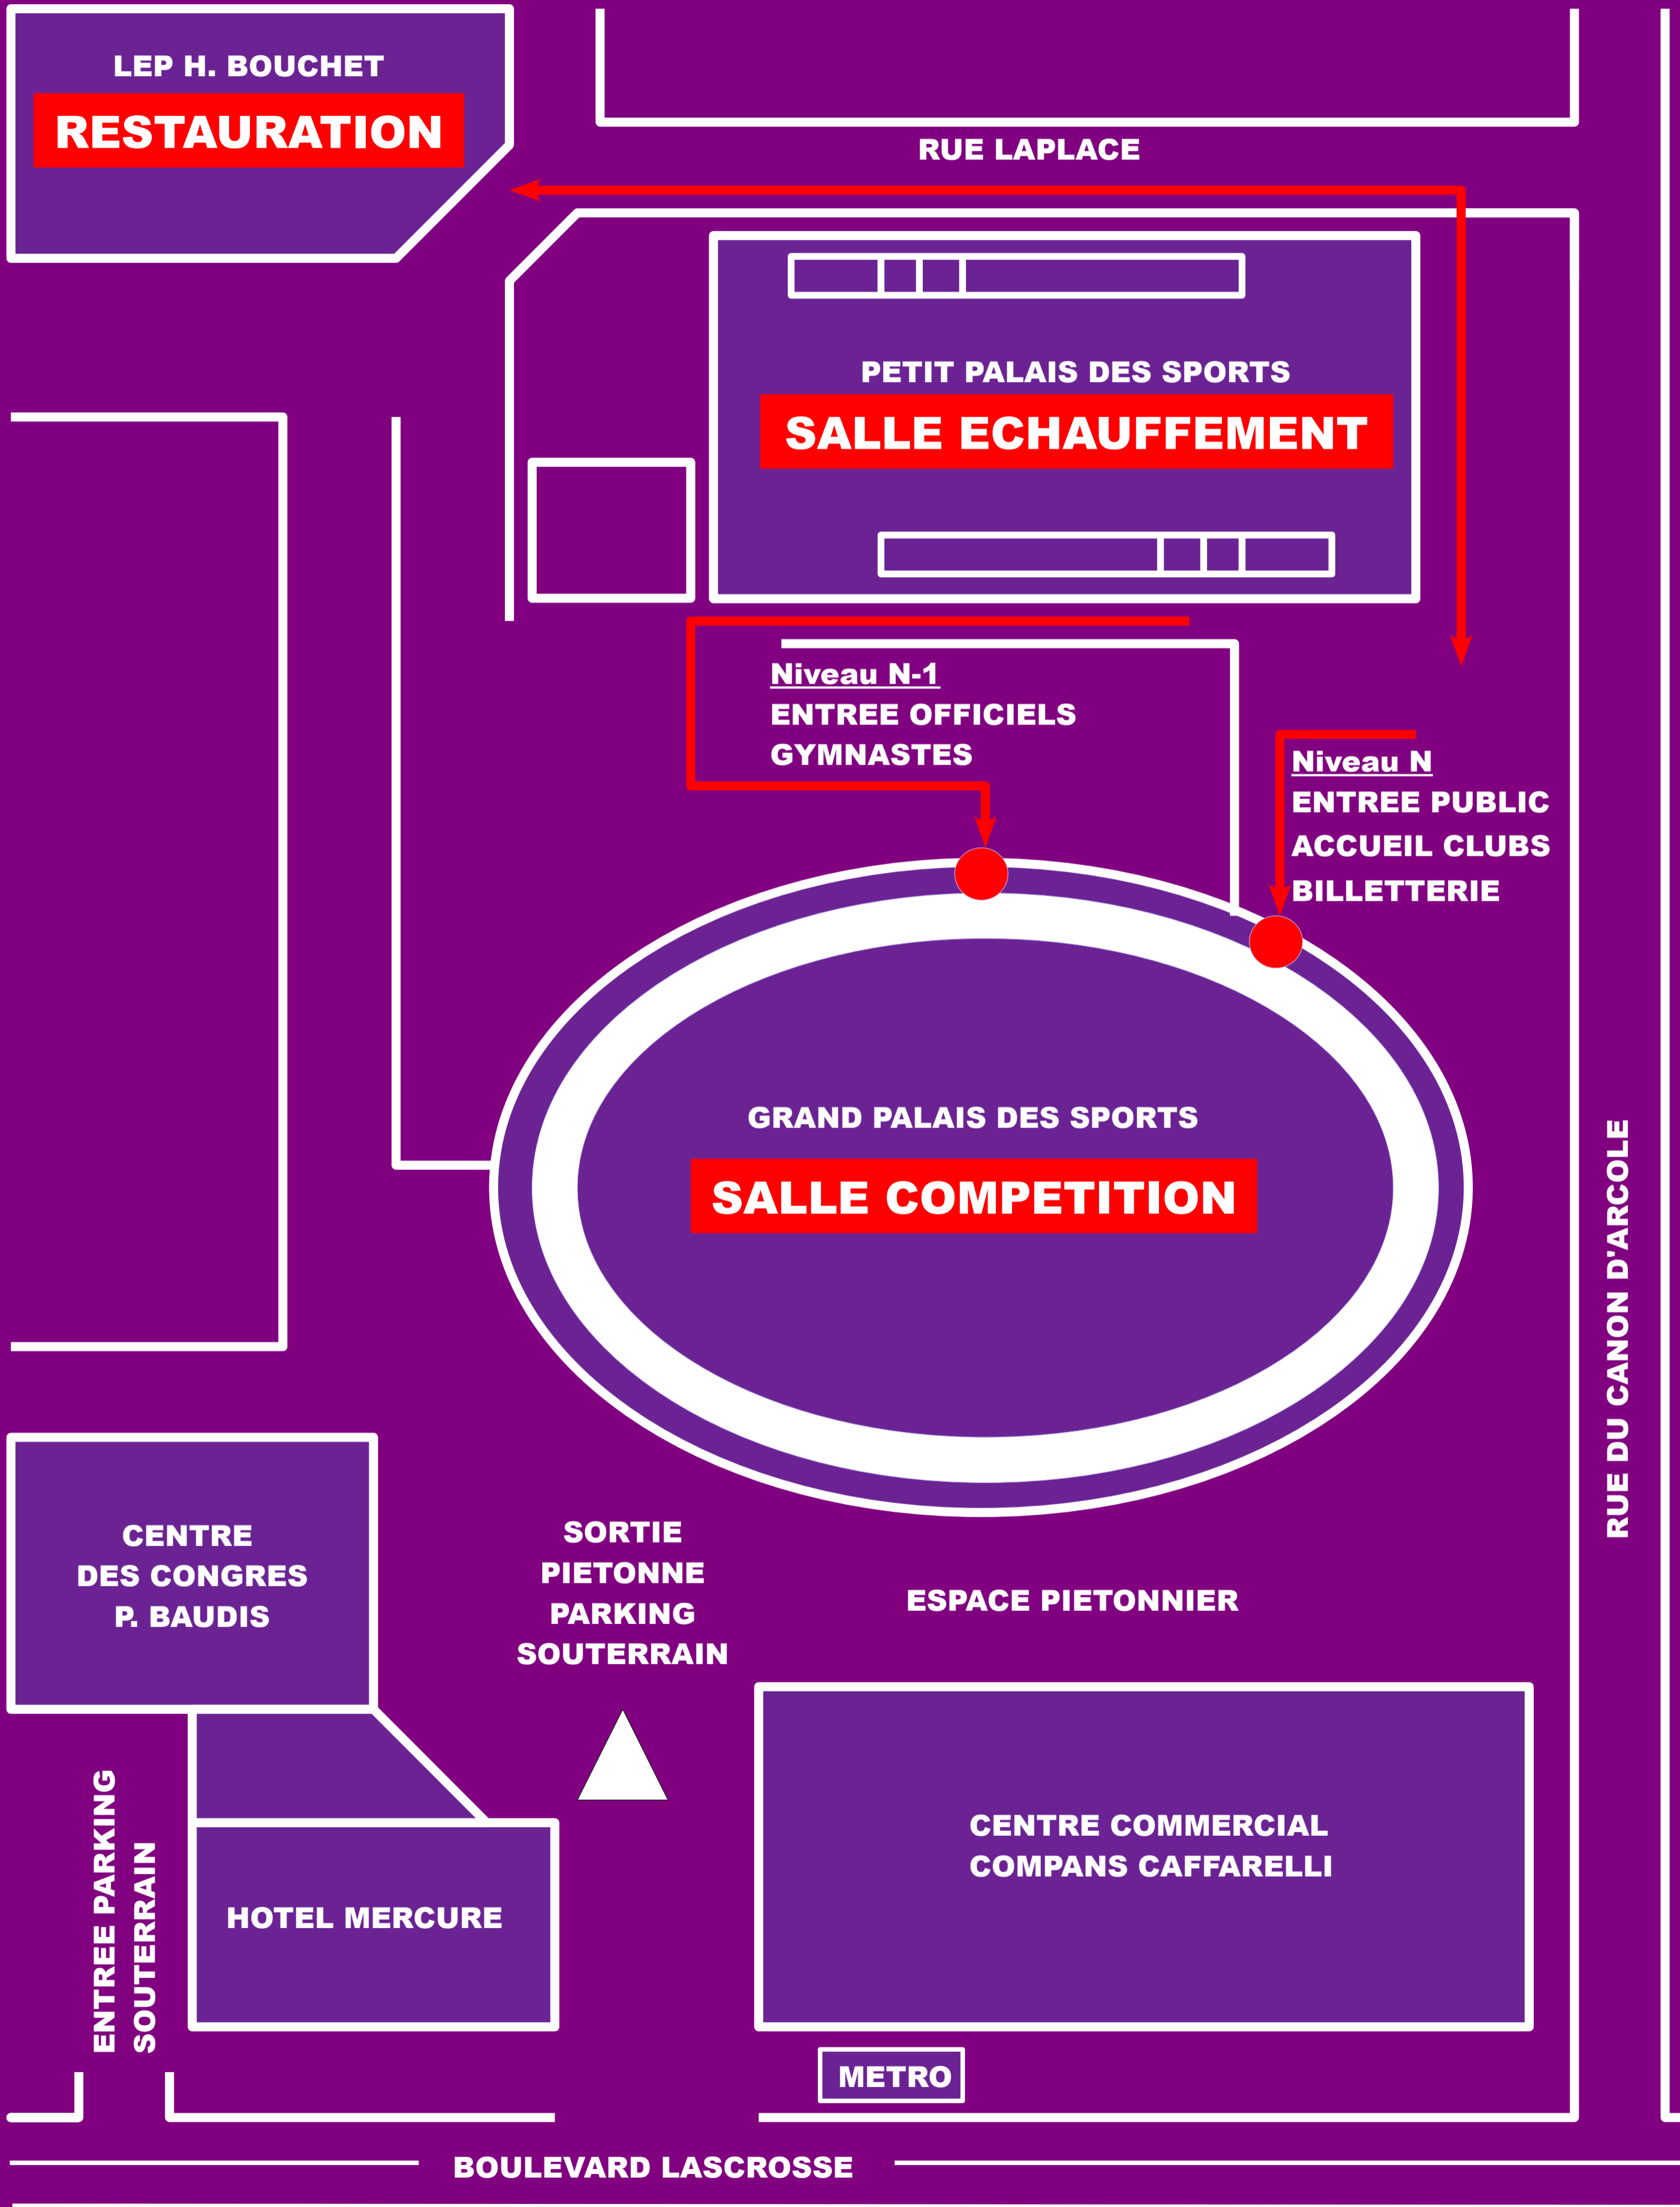 LEP H. BOUCHET
RESTAURATION
RUE LAPLACE
PETIT PALAIS DES SPORTS
SALLE ECHAUFFEMENT
Niveau N-1
ENTREE OFFICIELS
GYMNASTES
Niveau N
ENTREE PUBLIC
ACCUEIL CLUBS
BILLETTERIE
GRAND PALAIS DES SPORTS
SALLE COMPETITION
RUE DU CANON D'ARCOLE
CENTRE
DES CONGRES
P. BAUDIS
SORTIE
PIETONNE
PARKING
SOUTERRAIN
ESPACE PIETONNIER
ENTREE PARKING
SOUTERRAIN
HOTEL MERCURE
CENTRE COMMERCIAL
COMPANS CAFFARELLI
METRO
BOULEVARD LASCROSSE